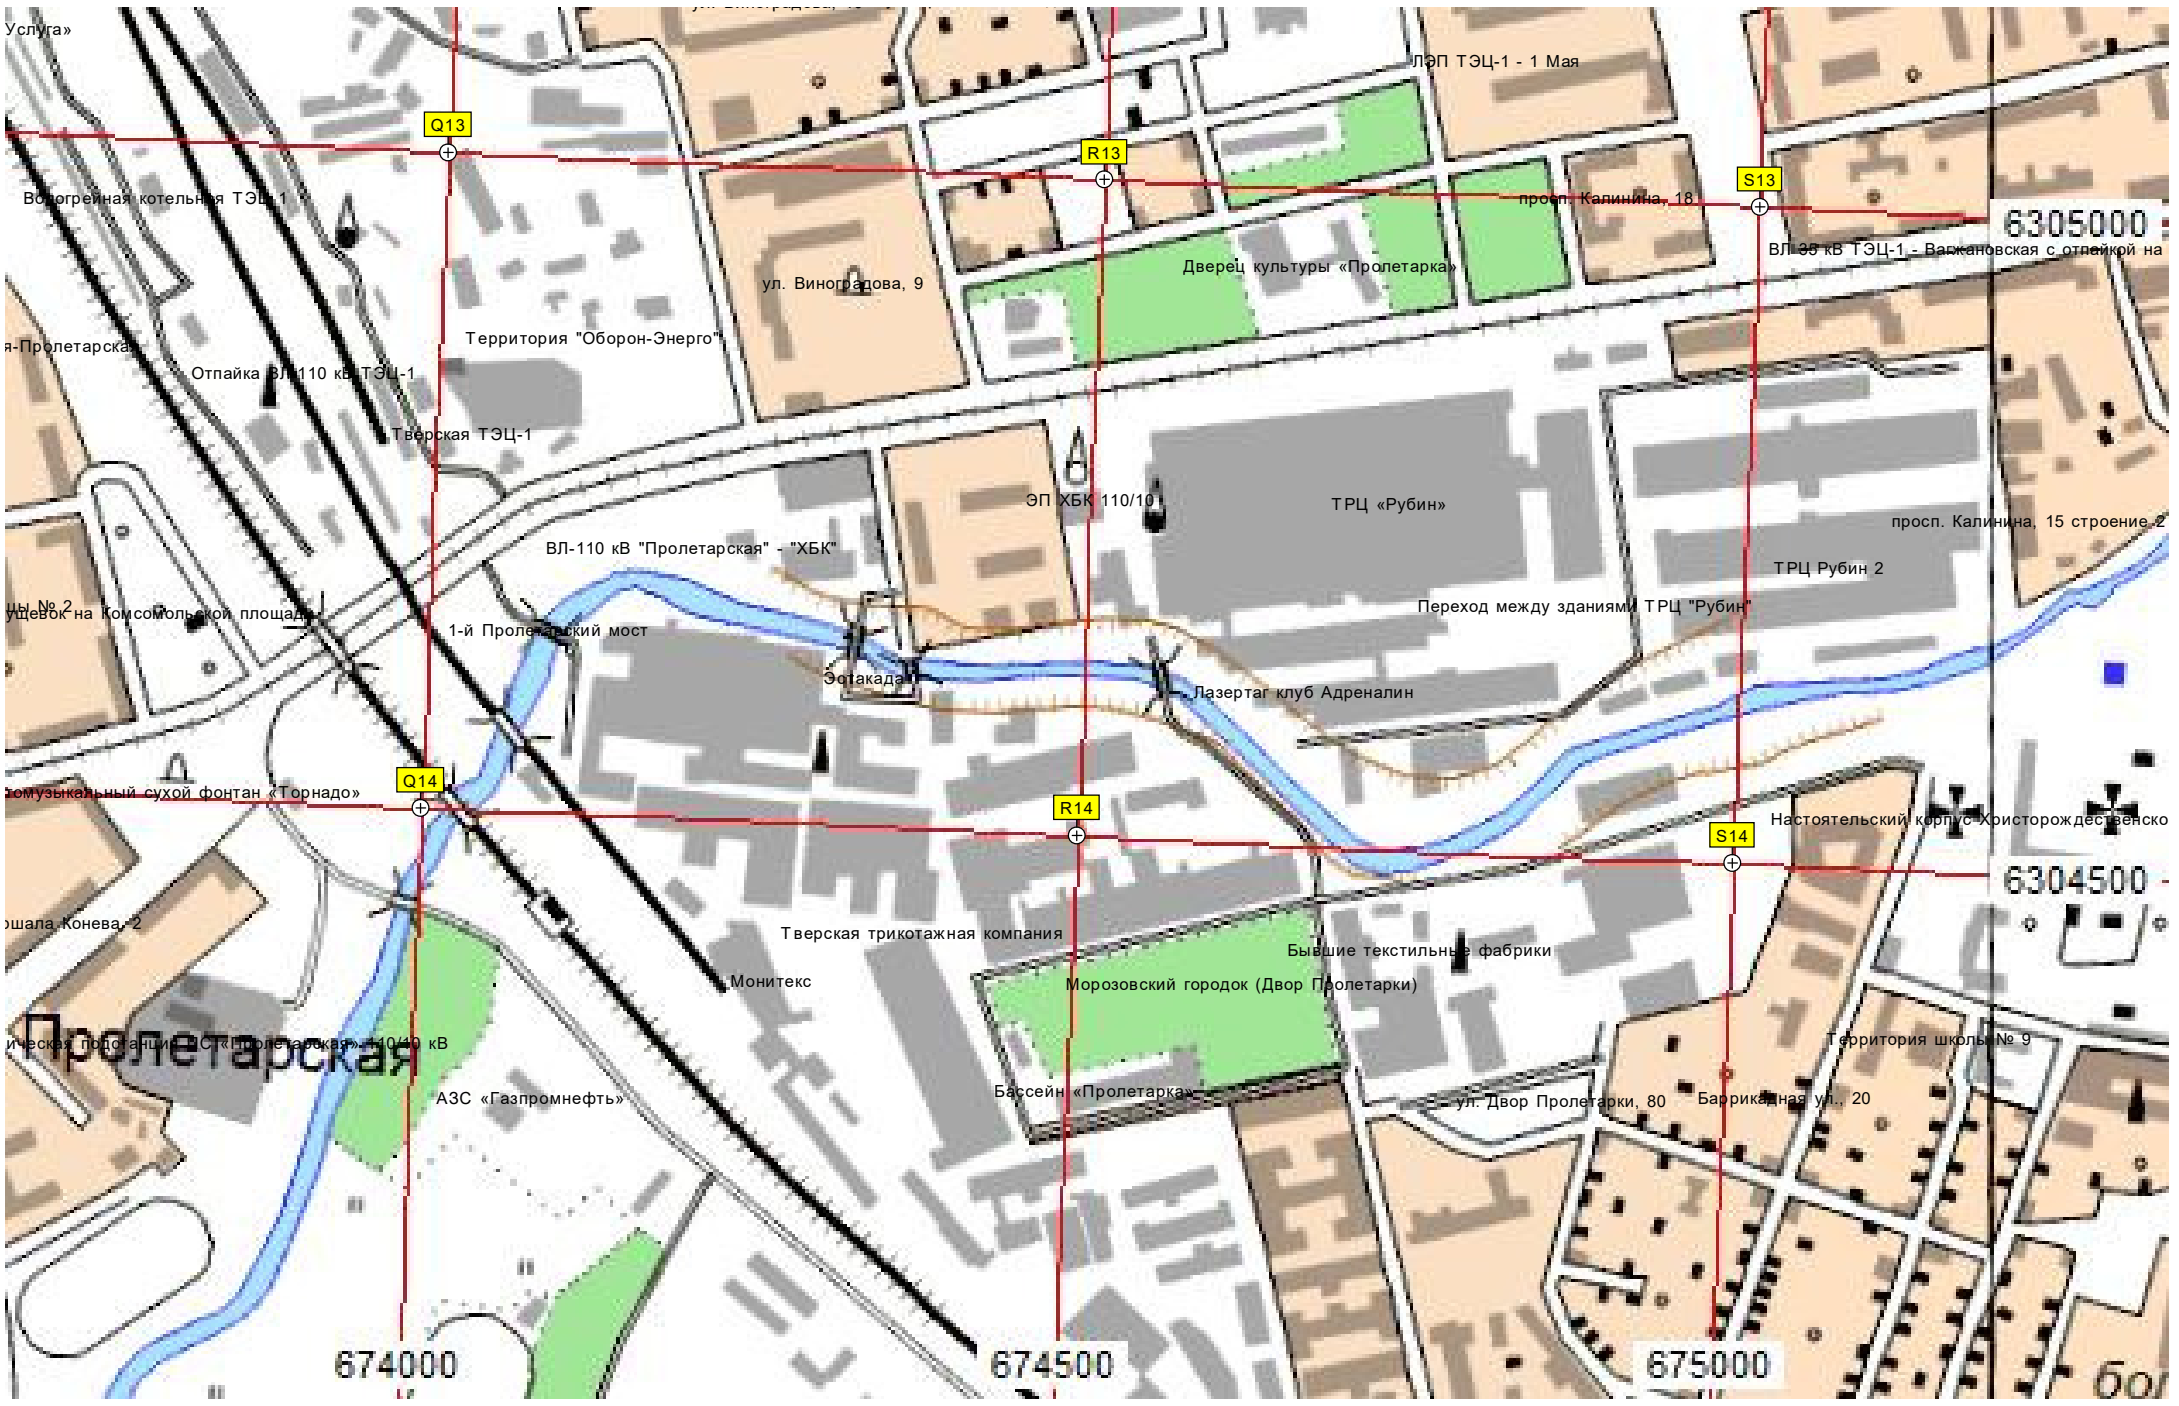 Услуга»
ЛЭП ТЭЦ-1 - 1 Мая
Q13
R13
S13
Водогрейная котельная ТЭЦ-1
просп. Калинина, 18
6305000
ВЛ 35 кВ ТЭЦ-1 - Вагжановская с отпайкой на
Дверец культуры «Пролетарка»
ул. Виноградова, 9
Территория "Оборон-Энерго"
я-Пролетарская
Отпайка ВЛ 110 кВ ТЭЦ-1
Тверская ТЭЦ-1
ЭП ХБК 110/10
ТРЦ «Рубин»
просп. Калинина, 15 строение 2
ВЛ-110 кВ "Пролетарская" - "ХБК"
ТРЦ Рубин 2
цы № 2
ущевок на Комсомольской площади
Переход между зданиями ТРЦ "Рубин"
1-й Пролетарский мост
Эстакада
Лазертаг клуб Адреналин
Q14
томузыкальный сухой фонтан «Торнадо»
R14
S14
Настоятельский корпус Христорождественско
6304500
ршала Конева, 2
Тверская трикотажная компания
Бывшие текстильные фабрики
Монитекс
Морозовский городок (Двор Пролетарки)
Пролетарская
ическая подстанция ПС «Пролетарская» 110/10 кВ
Территория школы № 9
АЗС «Газпромнефть»
Бассейн «Пролетарка»
ул. Двор Пролетарки, 80
Баррикадная ул., 20
674000
674500
675000
бол